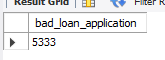 Result Grid
Filter R
bad_loan_application
5333